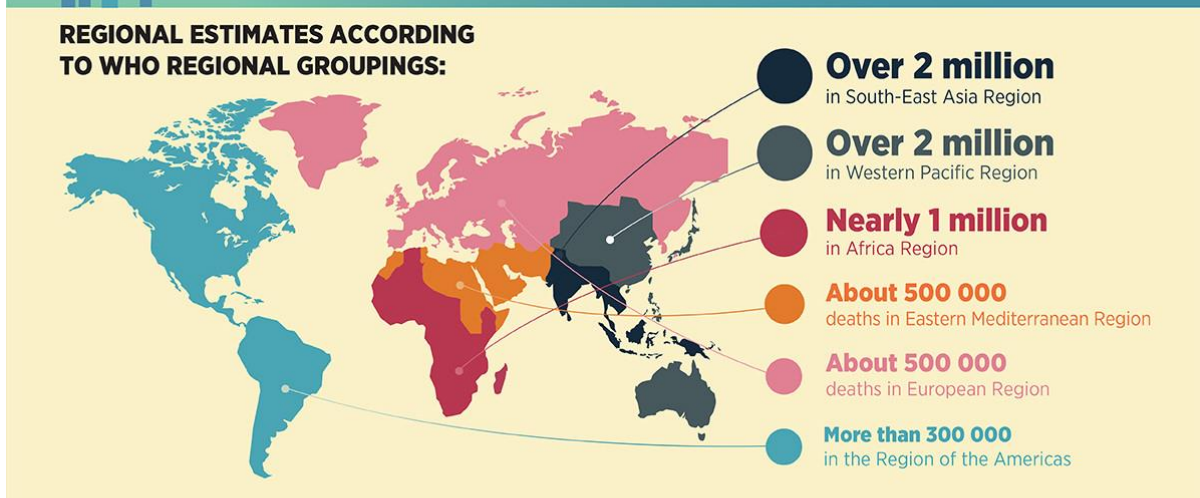 REGIONAL ESTIMATES ACCORDING
TO WHO REGIONAL GROUPINGS:
Over 2 million
in South-East Asia Region
Over 2 million
in Western Pacific Region
Nearly 1 million
in Africa Region
About 500 000
deaths in Eastern Mediterranean Region
About 500 000
deaths in European Region
More than 300 000
in the Region of the Americas